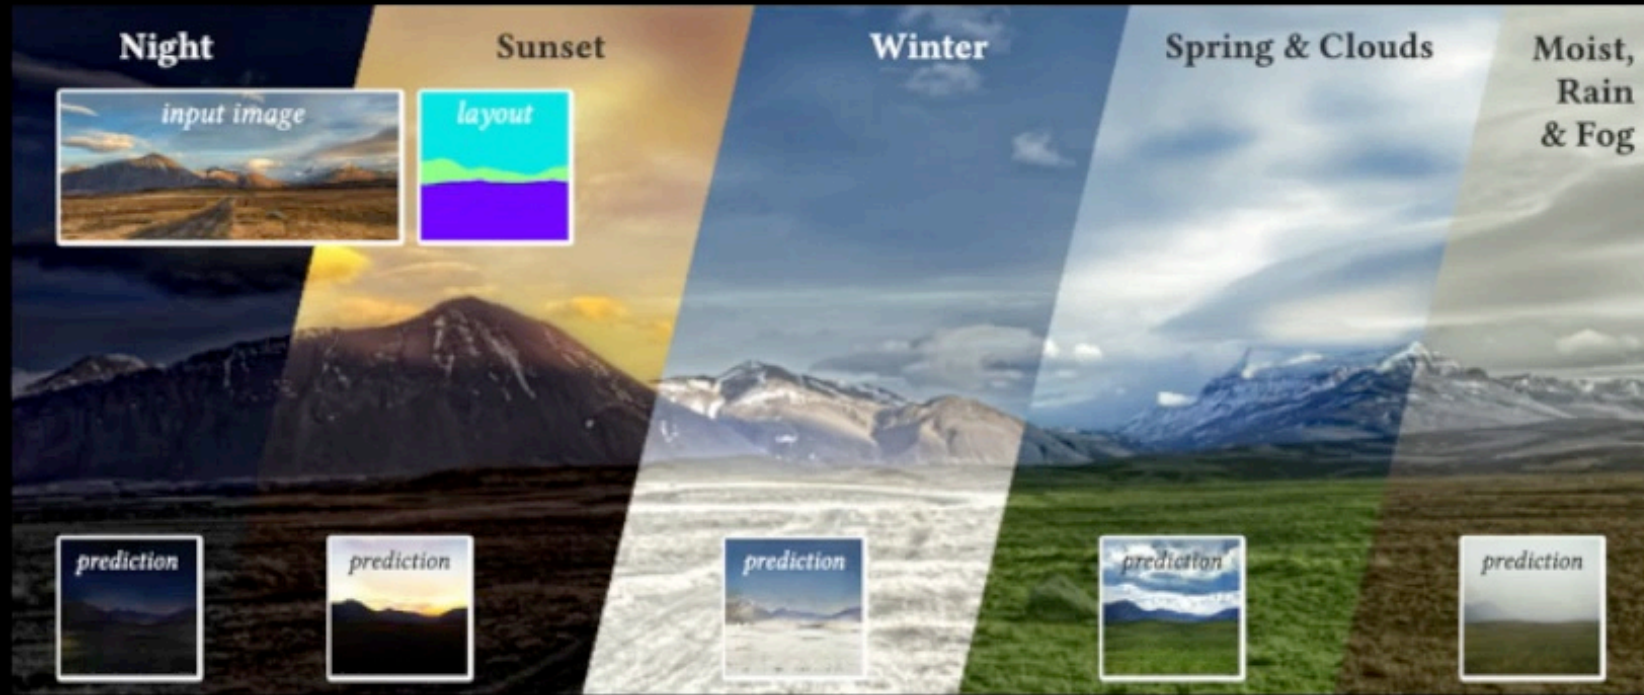 Night
Sunset
Winter
Spring & Clouds
Moist,
Rain
& Fog
input image
layout
prediction
prediction
prediction
prediction
prediction